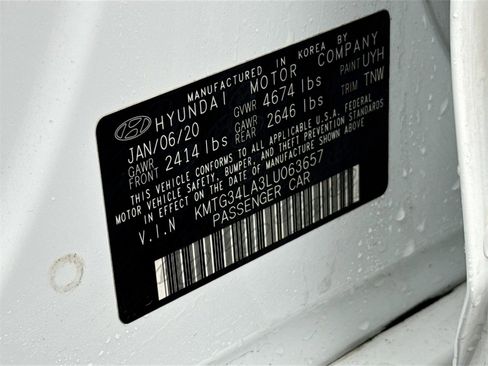 MANUFACTURED IN KOREA BY
HYUNDAI MOTOR COMPANY
JAN/06/20 GVWR 4674 lbs PAINT UYH
GAWR FRONT 2414 lbs GAWR REAR 2646 lbs TRIM TNW
THIS VEHICLE CONFORMS TO ALL APPLICABLE U.S.A. FEDERAL
MOTOR VEHICLE SAFETY, BUMPER, AND THEFT PREVENTION STANDARDS
IN EFFECT ON THE DATE OF MANUFACTURE SHOWN ABOVE.
V.I.N KMTG34LA3LU063657
PASSENGER CAR